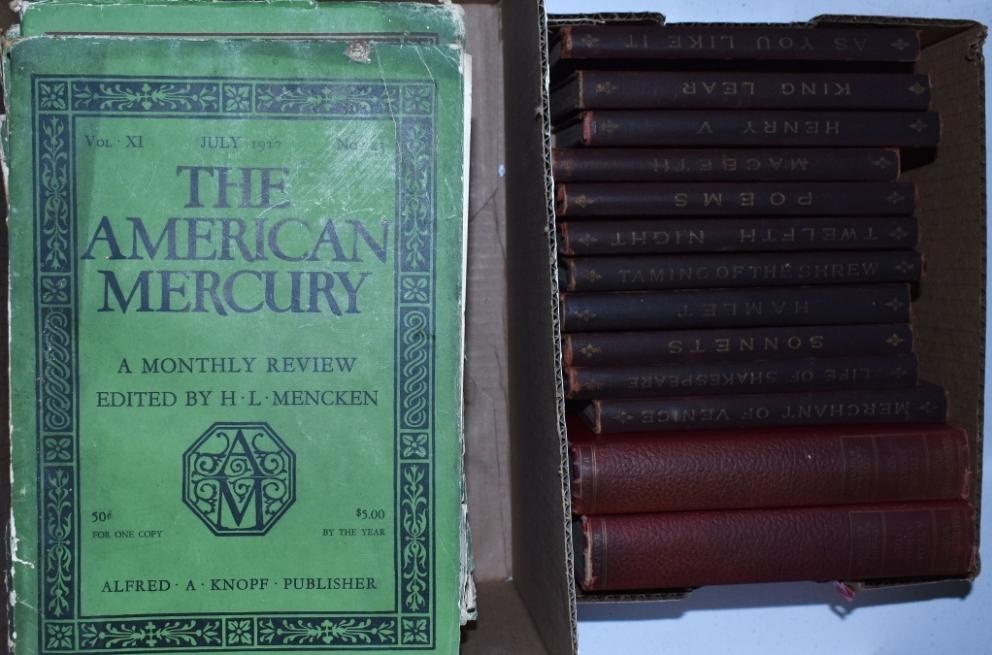 Vol · XI JULY 1927 No · 43
THE
AMERICAN
MERCURY
A MONTHLY REVIEW
EDITED BY H · L · MENCKEN
AM
50¢ $5.00
FOR ONE COPY BY THE YEAR
ALFRED · A · KNOPF · PUBLISHER
AS YOU LIKE IT
KING LEAR
HENRY V
MACBETH
POEMS
TWELFTH NIGHT
TAMING OF THE SHREW
HAMLET
SONNETS
LIFE OF SHAKESPEARE
MERCHANT OF VENICE